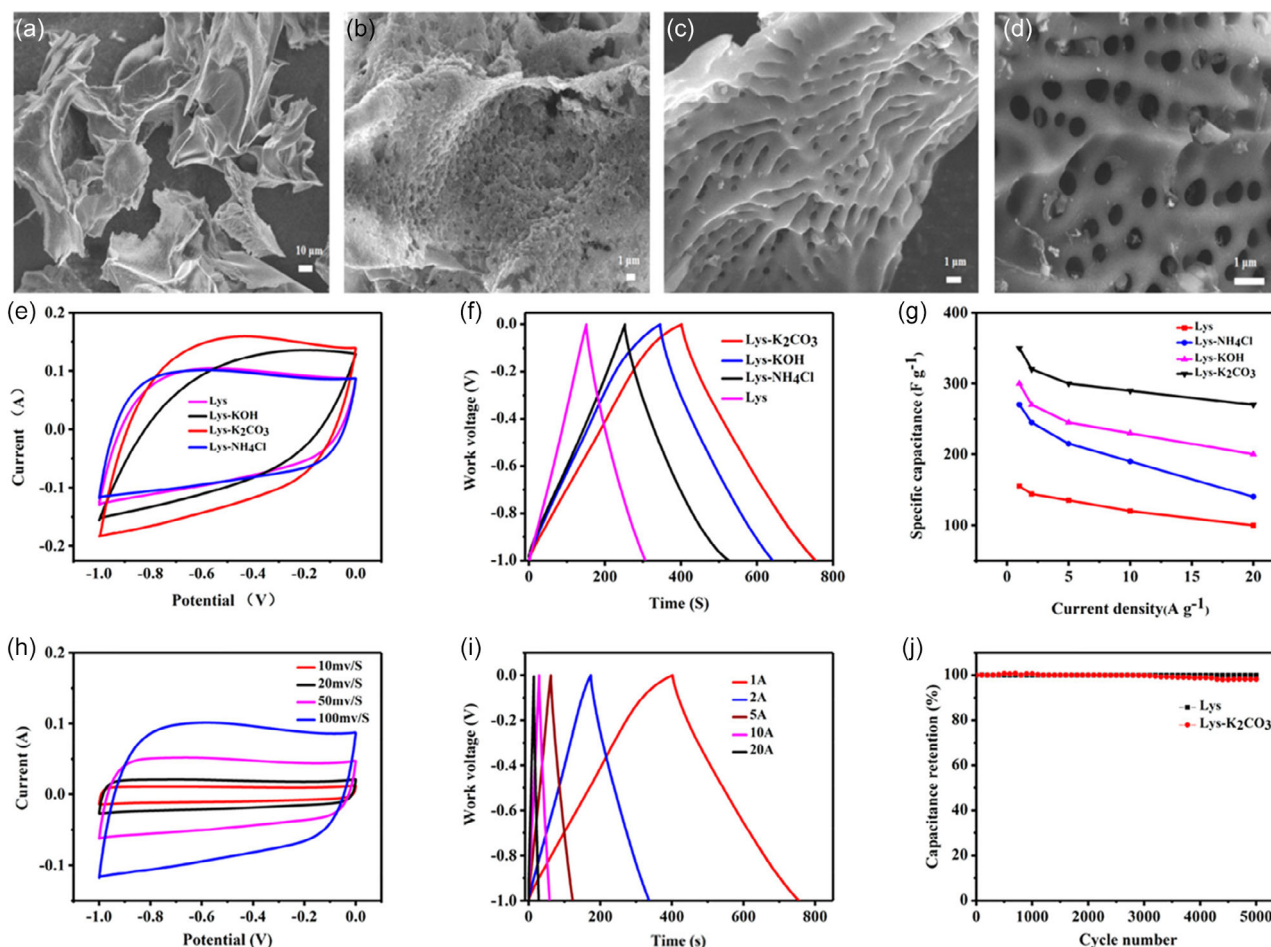 (a)
10 μm
(b)
1 μm
(c)
1 μm
(d)
1 μm
(e)
0.2
0.1
0.0
-0.1
-0.2
Current （A）
Lys
Lys-KOH
Lys-K2CO3
Lys-NH4Cl
-1.0 -0.8 -0.6 -0.4 -0.2 0.0
Potential （V）
(f)
0.0
-0.2
-0.4
-0.6
-0.8
-1.0
Work voltage (V)
Lys-K2CO3
Lys-KOH
Lys-NH4Cl
Lys
0 200 400 600 800
Time (S)
(g)
400
300
200
100
Specific capacitance (F g-1)
Lys
Lys-NH4Cl
Lys-KOH
Lys-K2CO3
0 5 10 15 20
Current density(A g-1)
(h)
0.2
0.1
0.0
-0.1
Current (A)
10mv/S
20mv/S
50mv/S
100mv/S
-1.0 -0.8 -0.6 -0.4 -0.2 0.0
Potential (V)
(i)
0.0
-0.2
-0.4
-0.6
-0.8
-1.0
Work voltage (V)
1A
2A
5A
10A
20A
0 200 400 600 800
Time (s)
(j)
120
100
80
60
40
20
0
Capacitance retention (%)
Lys
Lys-K2CO3
0 1000 2000 3000 4000 5000
Cycle number